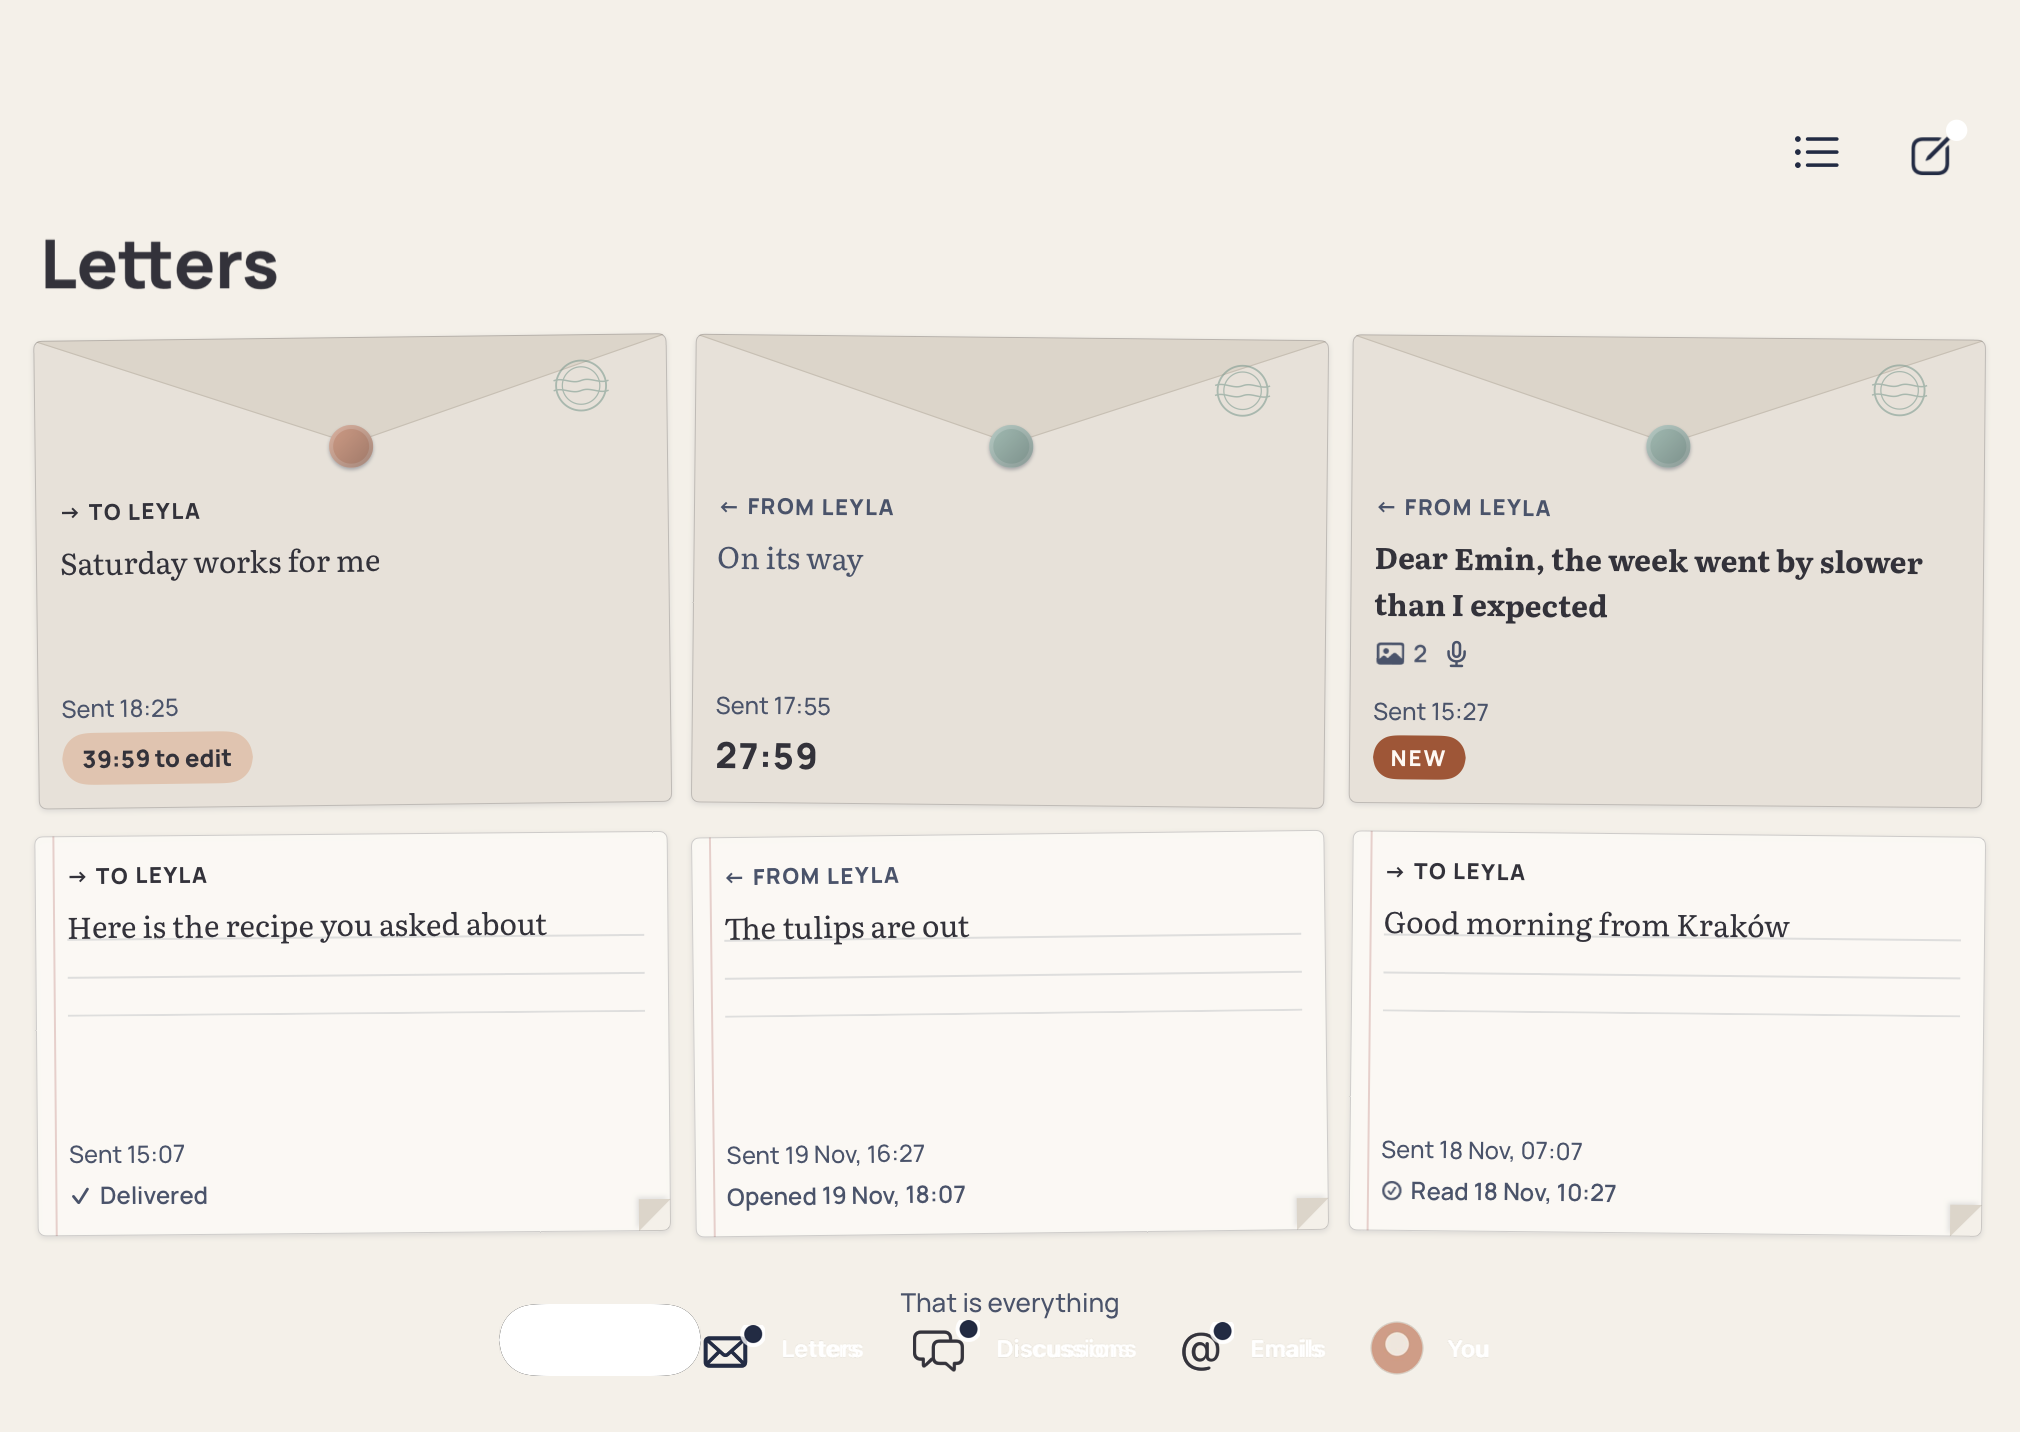 Letters
→ TO LEYLA
Saturday works for me
Sent 18:25
39:59 to edit
← FROM LEYLA
On its way
Sent 17:55
27:59
← FROM LEYLA
Dear Emin, the week went by slower
than I expected
2
Sent 15:27
NEW
→ TO LEYLA
Here is the recipe you asked about
Sent 15:07
Delivered
← FROM LEYLA
The tulips are out
Sent 19 Nov, 16:27
Opened 19 Nov, 18:07
→ TO LEYLA
Good morning from Kraków
Sent 18 Nov, 07:07
Read 18 Nov, 10:27
That is everything
Letters
Discussions
Emails
You